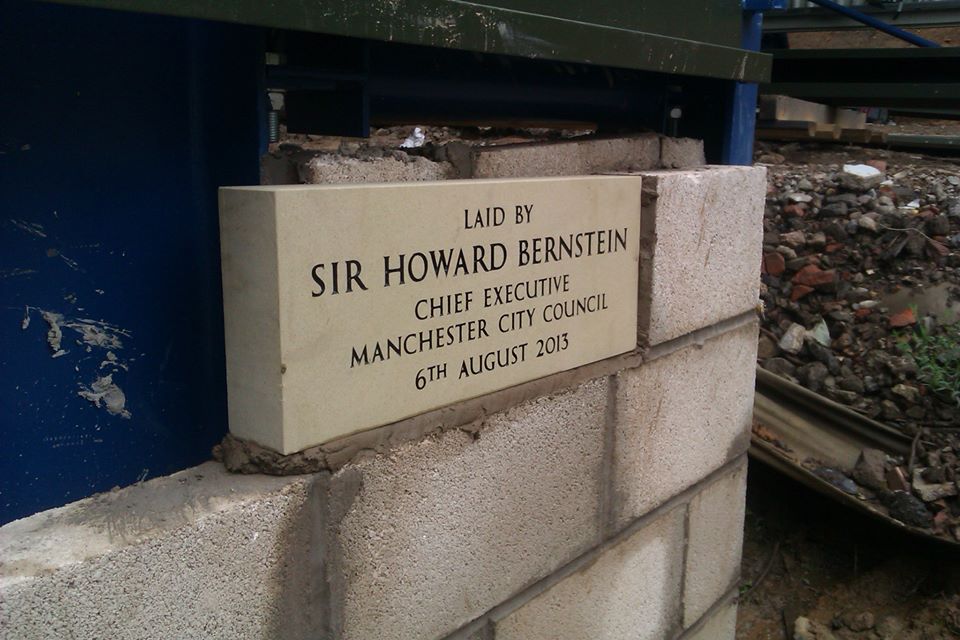 LAID BY
SIR HOWARD BERNSTEIN
CHIEF EXECUTIVE
MANCHESTER CITY COUNCIL
6TH AUGUST 2013